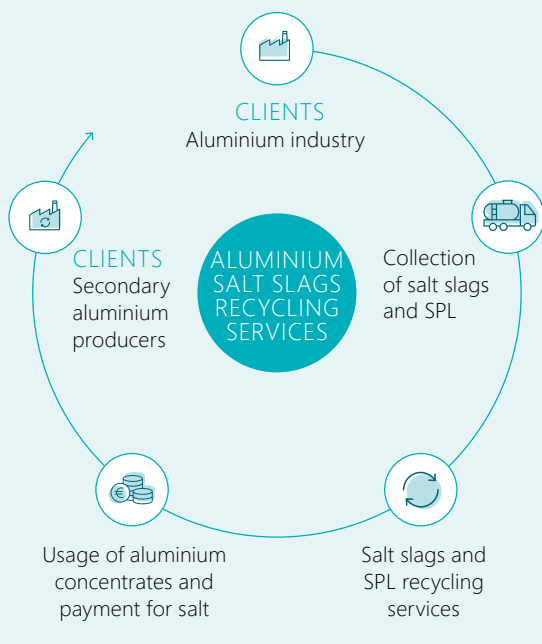 CLIENTS
Aluminium industry
Collection
of salt slags
and SPL
Salt slags and
SPL recycling
services
Usage of aluminium
concentrates and
payment for salt
CLIENTS
Secondary
aluminium
producers
ALUMINIUM
SALT SLAGS
RECYCLING
SERVICES
€